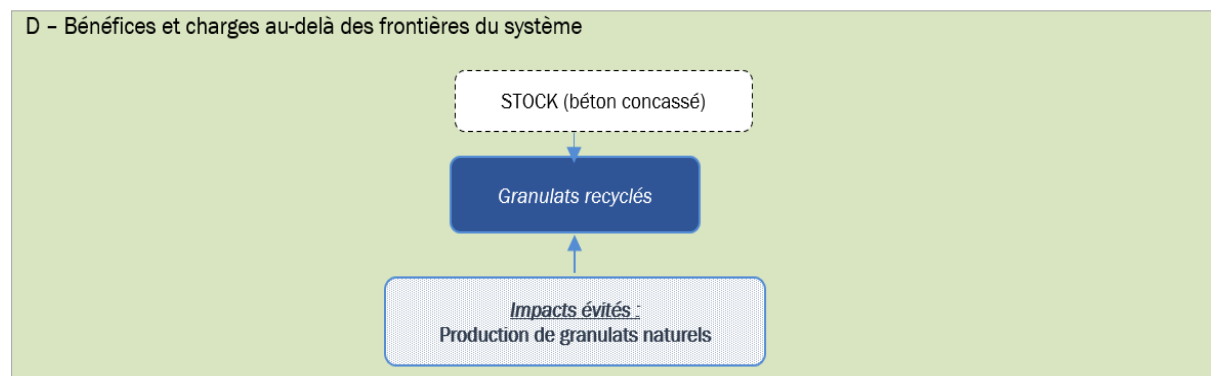 D – Bénéfices et charges au-delà des frontières du système
STOCK (béton concassé)
Granulats recyclés
Impacts évités :
Production de granulats naturels